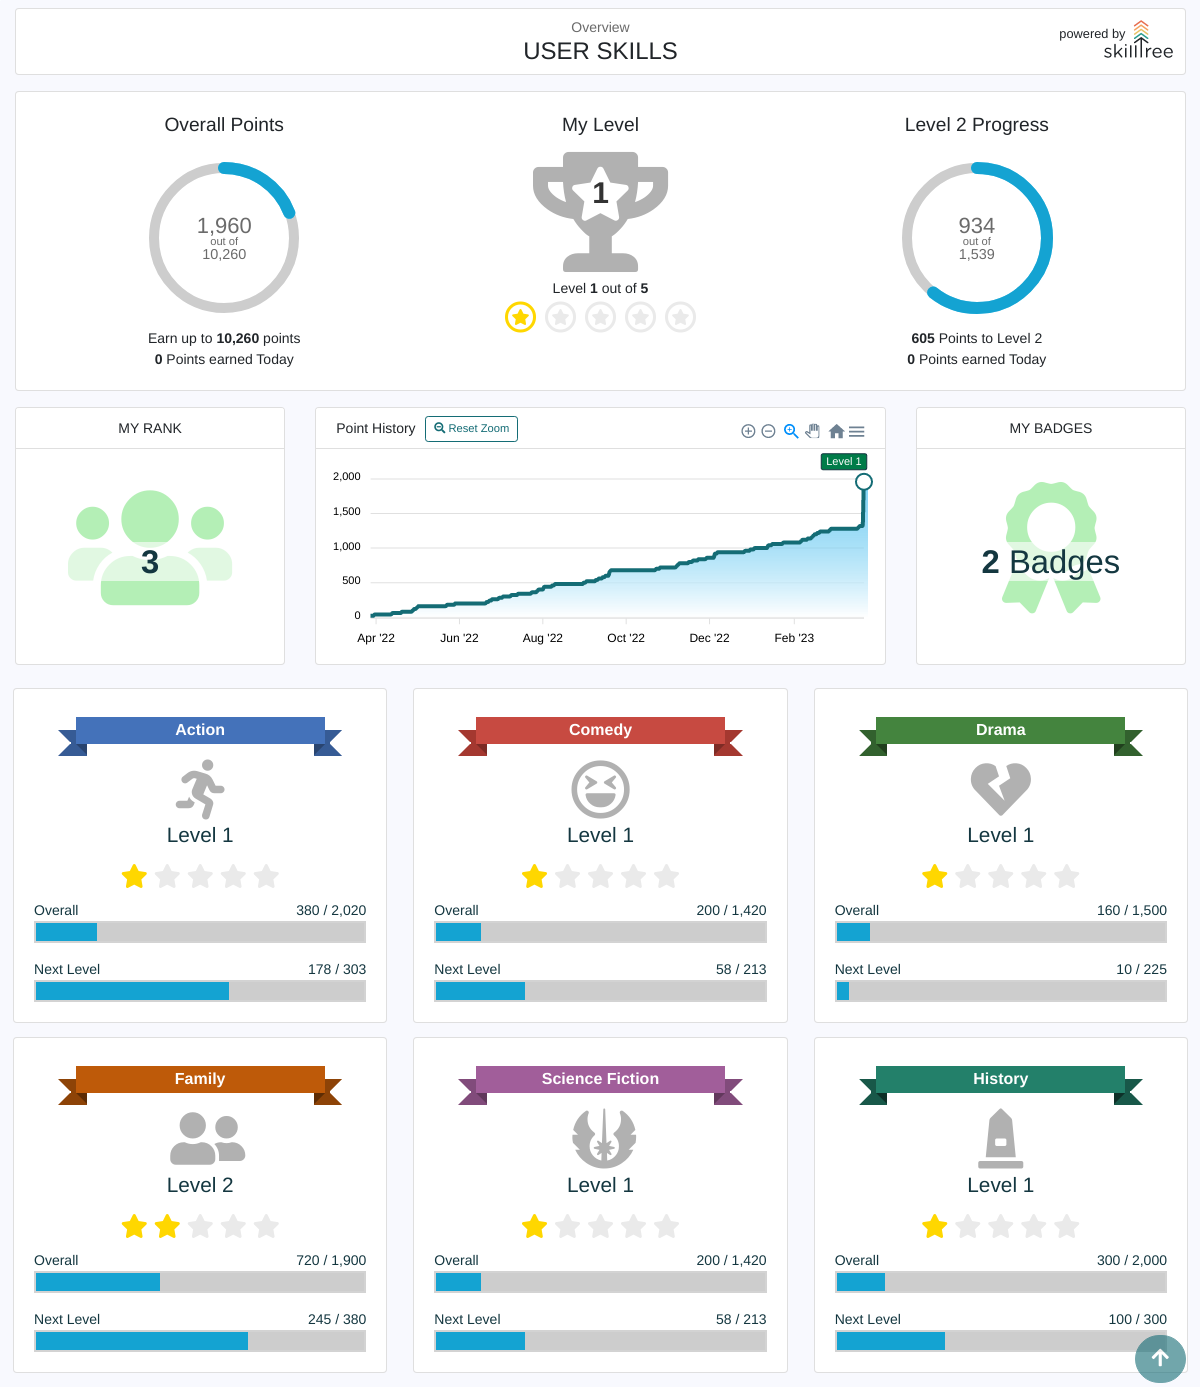 Overview
USER SKILLS
powered by
skilltree
Overall Points
1,960
out of
10,260
Earn up to 10,260 points
0 Points earned Today
My Level
1
Level 1 out of 5
Level 2 Progress
934
out of
1,539
605 Points to Level 2
0 Points earned Today
MY RANK
3
Point History
Reset Zoom
Level 1
2,000
1,500
1,000
500
0
Apr '22
Jun '22
Aug '22
Oct '22
Dec '22
Feb '23
MY BADGES
2 Badges
Action
Level 1
Overall 380 / 2,020
Next Level 178 / 303
Comedy
Level 1
Overall 200 / 1,420
Next Level 58 / 213
Drama
Level 1
Overall 160 / 1,500
Next Level 10 / 225
Family
Level 2
Overall 720 / 1,900
Next Level 245 / 380
Science Fiction
Level 1
Overall 200 / 1,420
Next Level 58 / 213
History
Level 1
Overall 300 / 2,000
Next Level 100 / 300